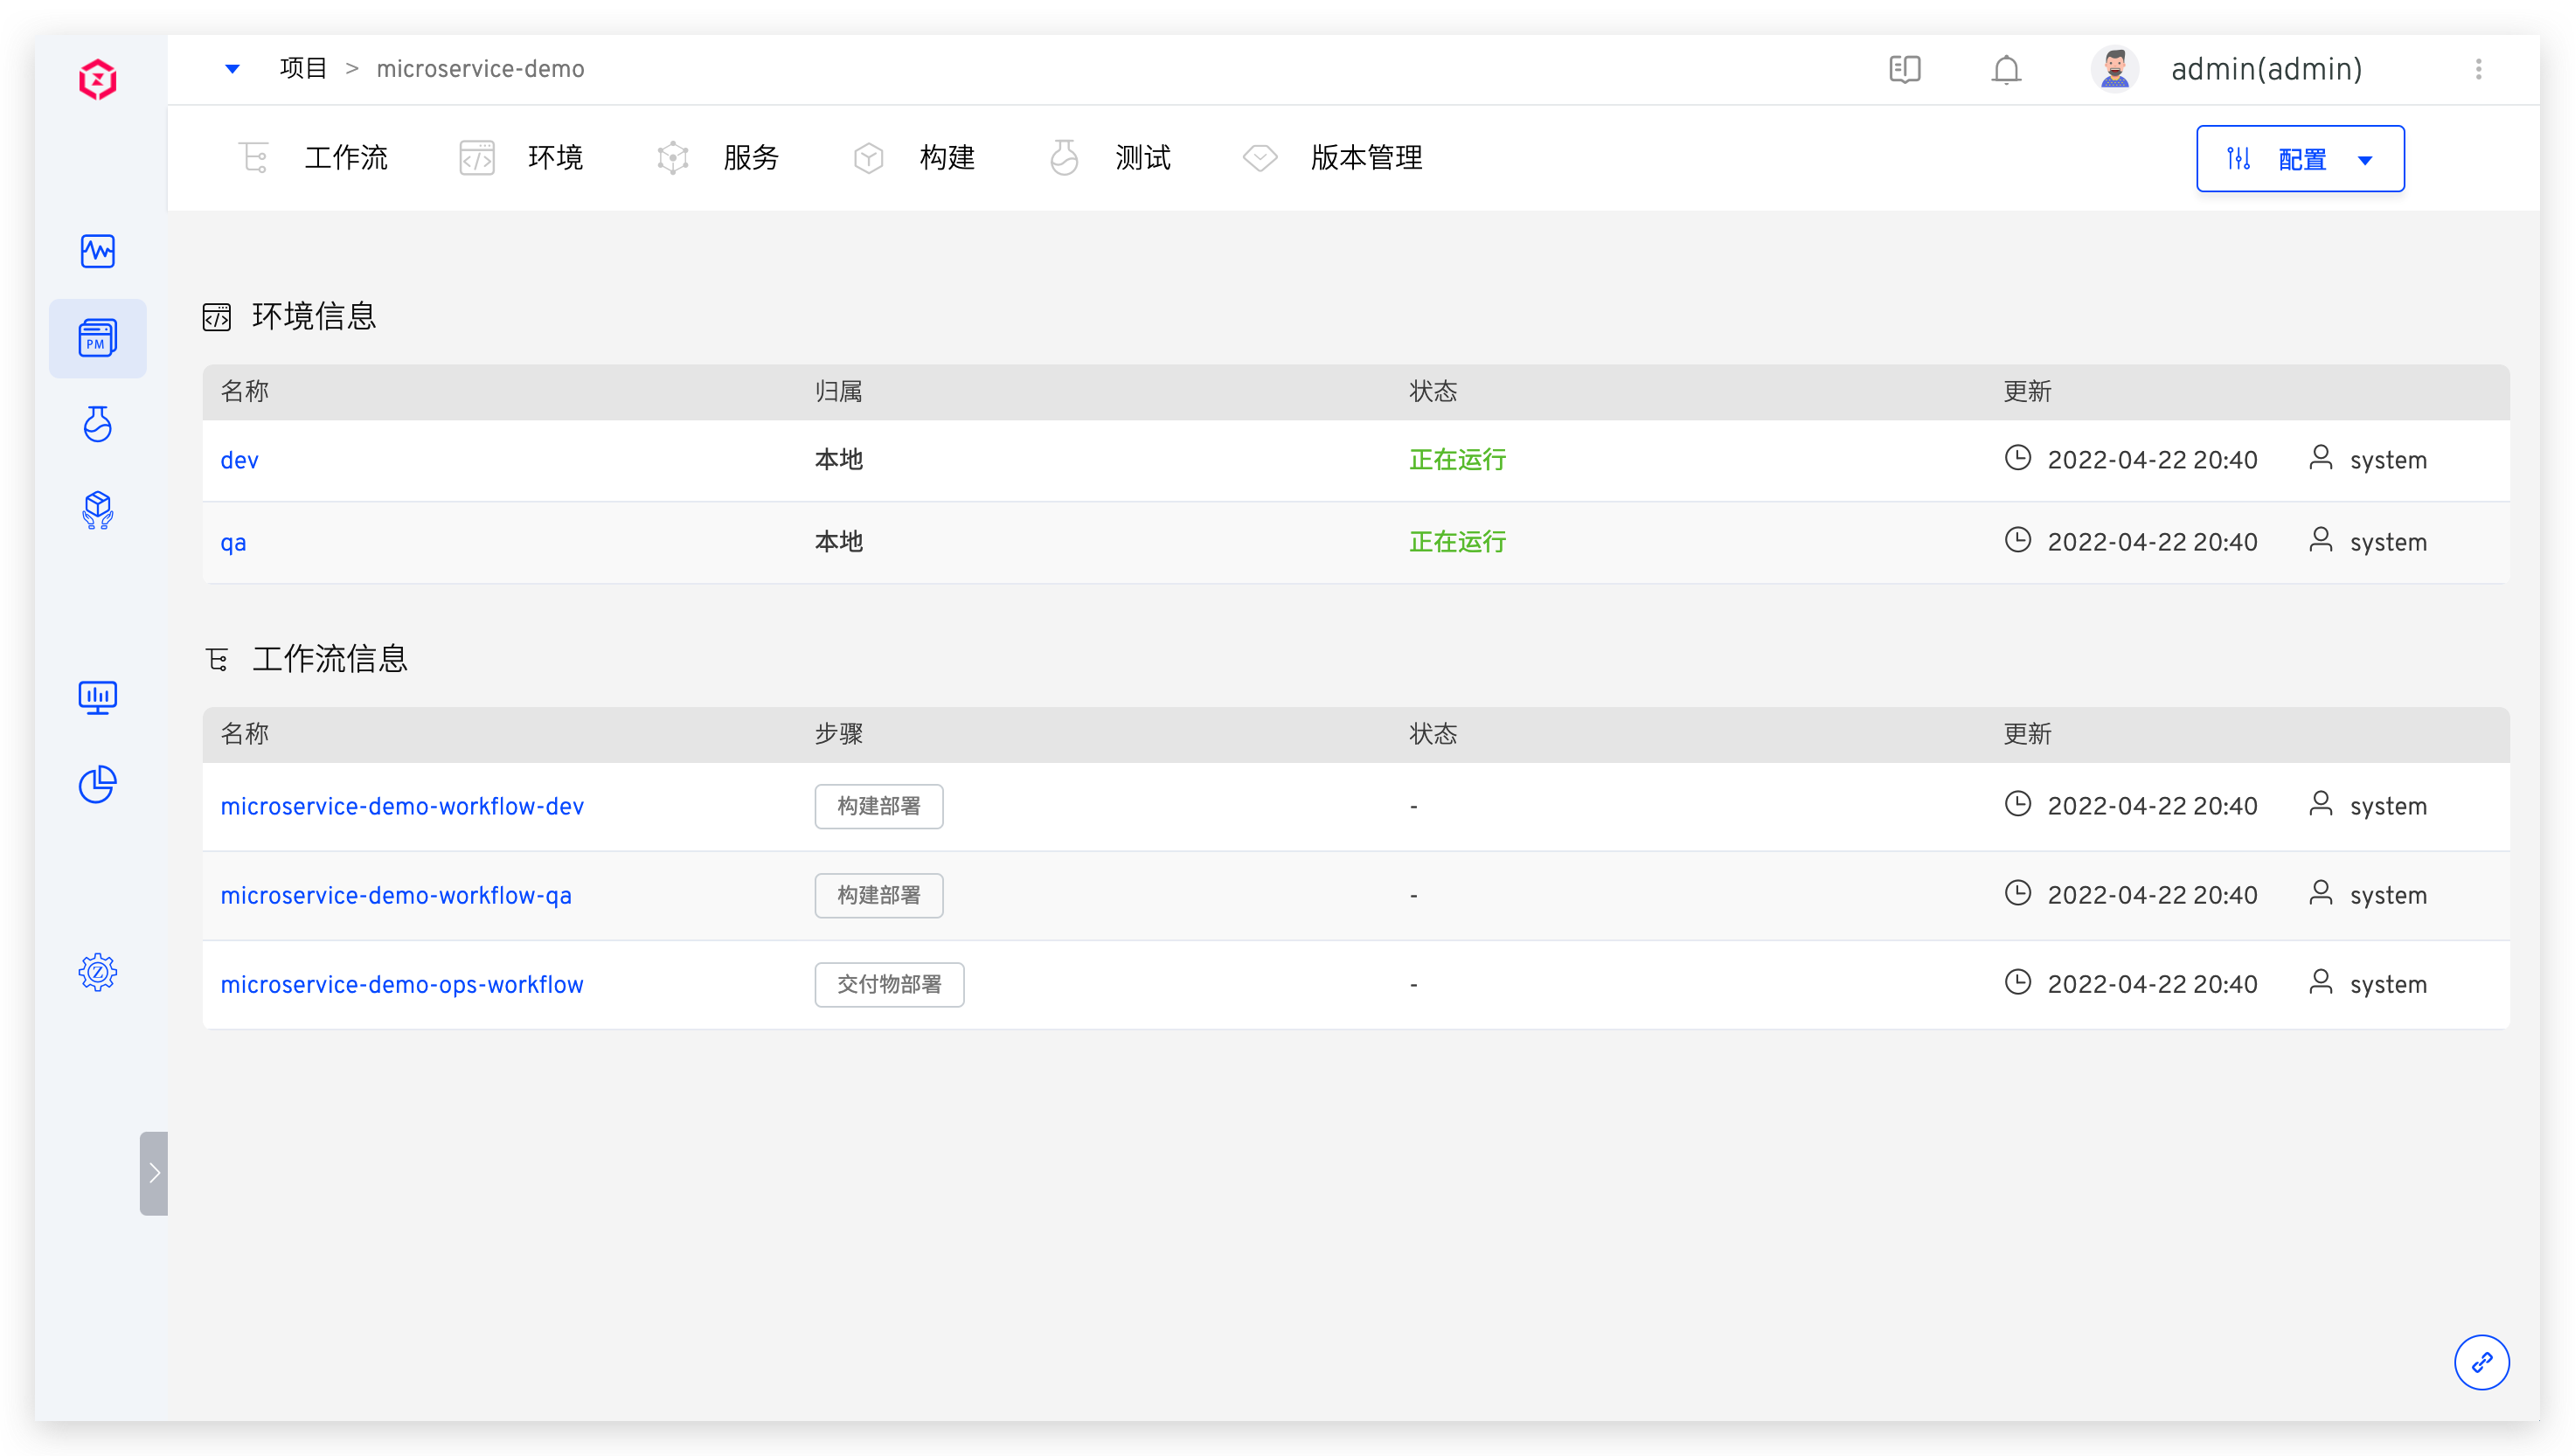 项目 > microservice-demo
admin(admin)
工作流 环境 服务 构建 测试 版本管理 配置
环境信息
名称 归属 状态 更新
dev 本地 正在运行 2022-04-22 20:40 system
qa 本地 正在运行 2022-04-22 20:40 system
PM
工作流信息
名称 步骤 状态 更新
microservice-demo-workflow-dev 构建部署 - 2022-04-22 20:40 system
microservice-demo-workflow-qa 构建部署 - 2022-04-22 20:40 system
microservice-demo-ops-workflow 交付物部署 - 2022-04-22 20:40 system